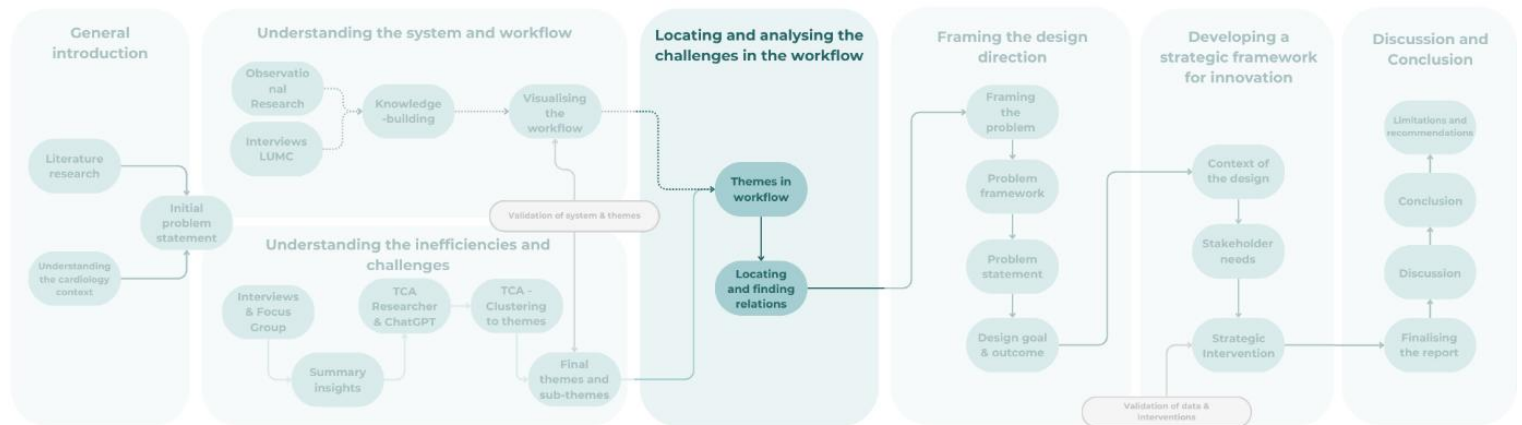 General
introduction
Literature
research
Initial
problem
statement
Understanding
the cardiology
context
Understanding the system and workflow
Observatio
nal
Research
Interviews
LUMC
Knowledge
-building
Visualising
the
workflow
Validation of system & themes
Understanding the inefficiencies and
challenges
Interviews
& Focus
Group
Summary
insights
TCA
Researcher
& ChatGPT
TCA -
Clustering
to themes
Final
themes and
sub-themes
Locating and analysing the
challenges in the workflow
Themes in
workflow
Locating
and finding
relations
Framing the design
direction
Framing
the
problem
Problem
framework
Problem
statement
Design goal
& outcome
Developing a
strategic framework
for innovation
Context of
the design
Stakeholder
needs
Strategic
Intervention
Validation of data &
interventions
Discussion and
Conclusion
Limitations and
recommendations
Conclusion
Discussion
Finalising
the report